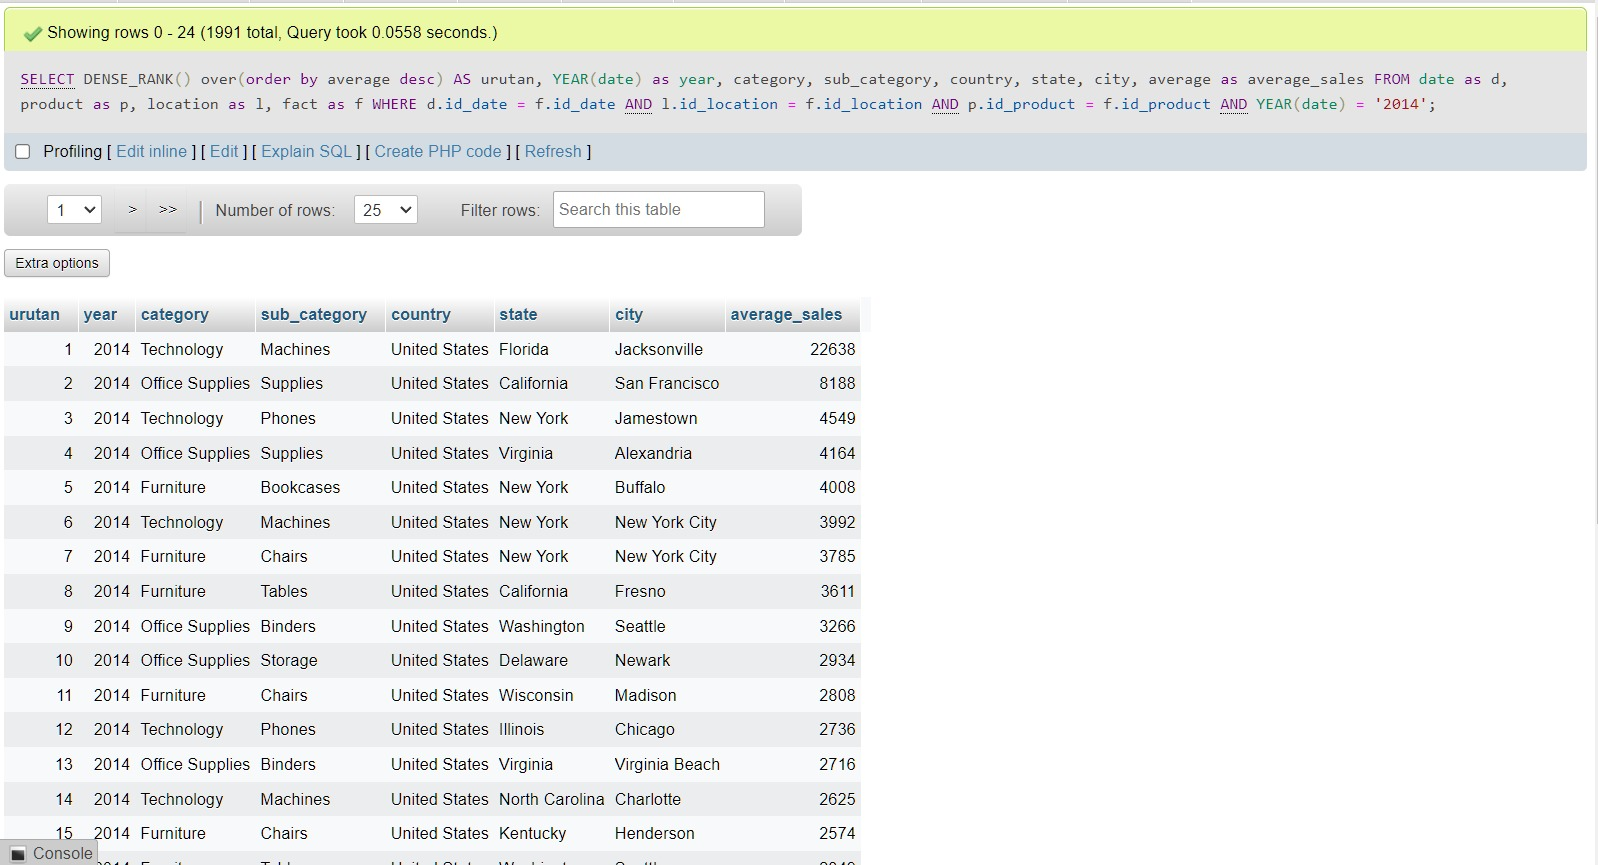 Showing rows 0 - 24 (1991 total, Query took 0.0558 seconds.)
SELECT DENSE_RANK() over(order by average desc) AS urutan, YEAR(date) as year, category, sub_category, country, state, city, average as average_sales FROM date as d,
product as p, location as l, fact as f WHERE d.id_date = f.id_date AND l.id_location = f.id_location AND p.id_product = f.id_product AND YEAR(date) = '2014';
Profiling [ Edit inline ] [ Edit ] [ Explain SQL ] [ Create PHP code ] [ Refresh ]
1 > >> | Number of rows: 25 Filter rows: Search this table
Extra options
urutan year category sub_category country state city average_sales
1 2014 Technology Machines United States Florida Jacksonville 22638
2 2014 Office Supplies Supplies United States California San Francisco 8188
3 2014 Technology Phones United States New York Jamestown 4549
4 2014 Office Supplies Supplies United States Virginia Alexandria 4164
5 2014 Furniture Bookcases United States New York Buffalo 4008
6 2014 Technology Machines United States New York New York City 3992
7 2014 Furniture Chairs United States New York New York City 3785
8 2014 Furniture Tables United States California Fresno 3611
9 2014 Office Supplies Binders United States Washington Seattle 3266
10 2014 Office Supplies Storage United States Delaware Newark 2934
11 2014 Furniture Chairs United States Wisconsin Madison 2808
12 2014 Technology Phones United States Illinois Chicago 2736
13 2014 Office Supplies Binders United States Virginia Virginia Beach 2716
14 2014 Technology Machines United States North Carolina Charlotte 2625
15 2014 Furniture Chairs United States Kentucky Henderson 2574
Console